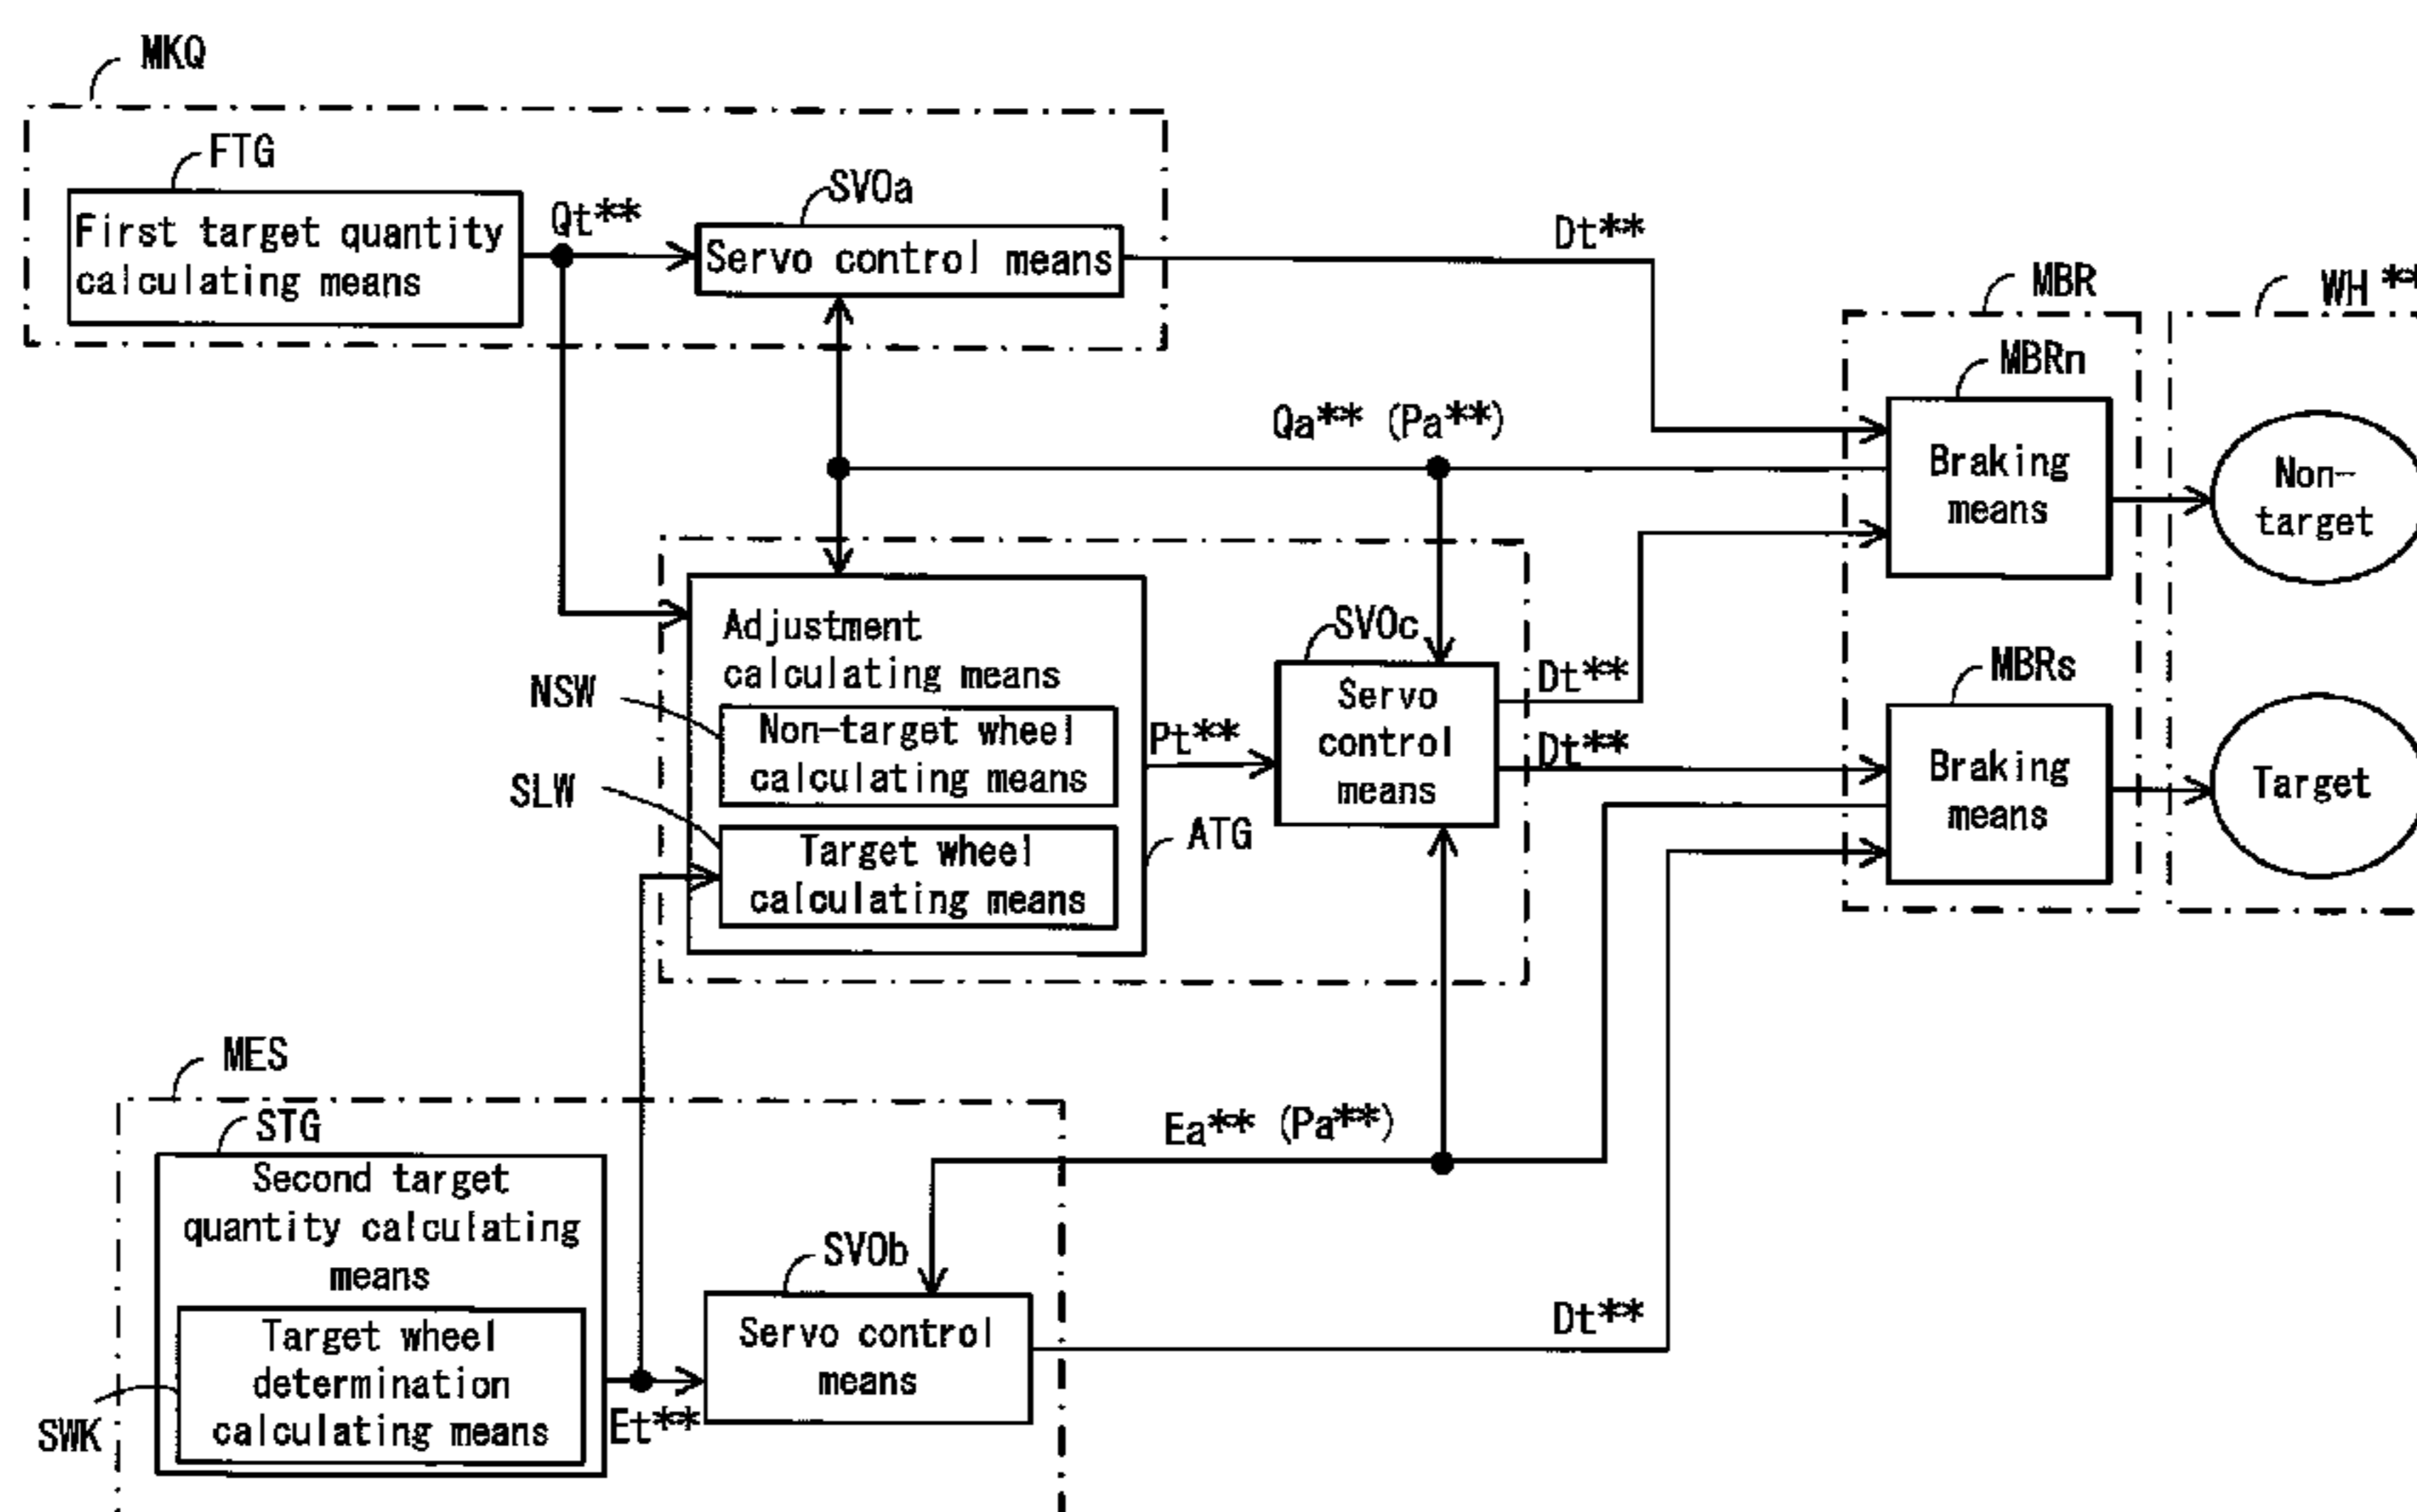 MKQ
FTG
First target quantity
calculating means
Qt**
SVOa
Servo control means
Dt**
MBR
WH **
MBRn
Braking
means
Non-
target
Qa** (Pa**)
Adjustment
calculating means
NSW
Non-target wheel
calculating means
SLW
Target wheel
calculating means
ATG
Pt**
SVOc
Servo
control
means
Dt**
Dt**
MBRs
Braking
means
Target
MES
STG
Second target
quantity calculating
means
Target wheel
determination
calculating means
SWK
Et**
SVOb
Servo control
means
Ea** (Pa**)
Dt**